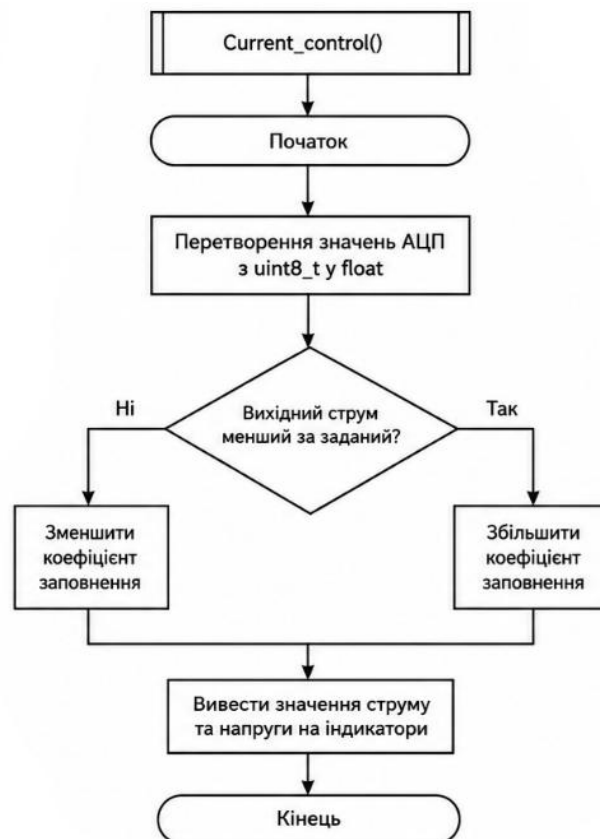 Current_control()
Початок
Перетворення значень АЦП
з uint8_t у float
Вихідний струм
менший за заданий?
Ні
Так
Зменшити
коефіцієнт
заповнення
Збільшити
коефіцієнт
заповнення
Вивести значення струму
та напруги на індикатори
Кінець